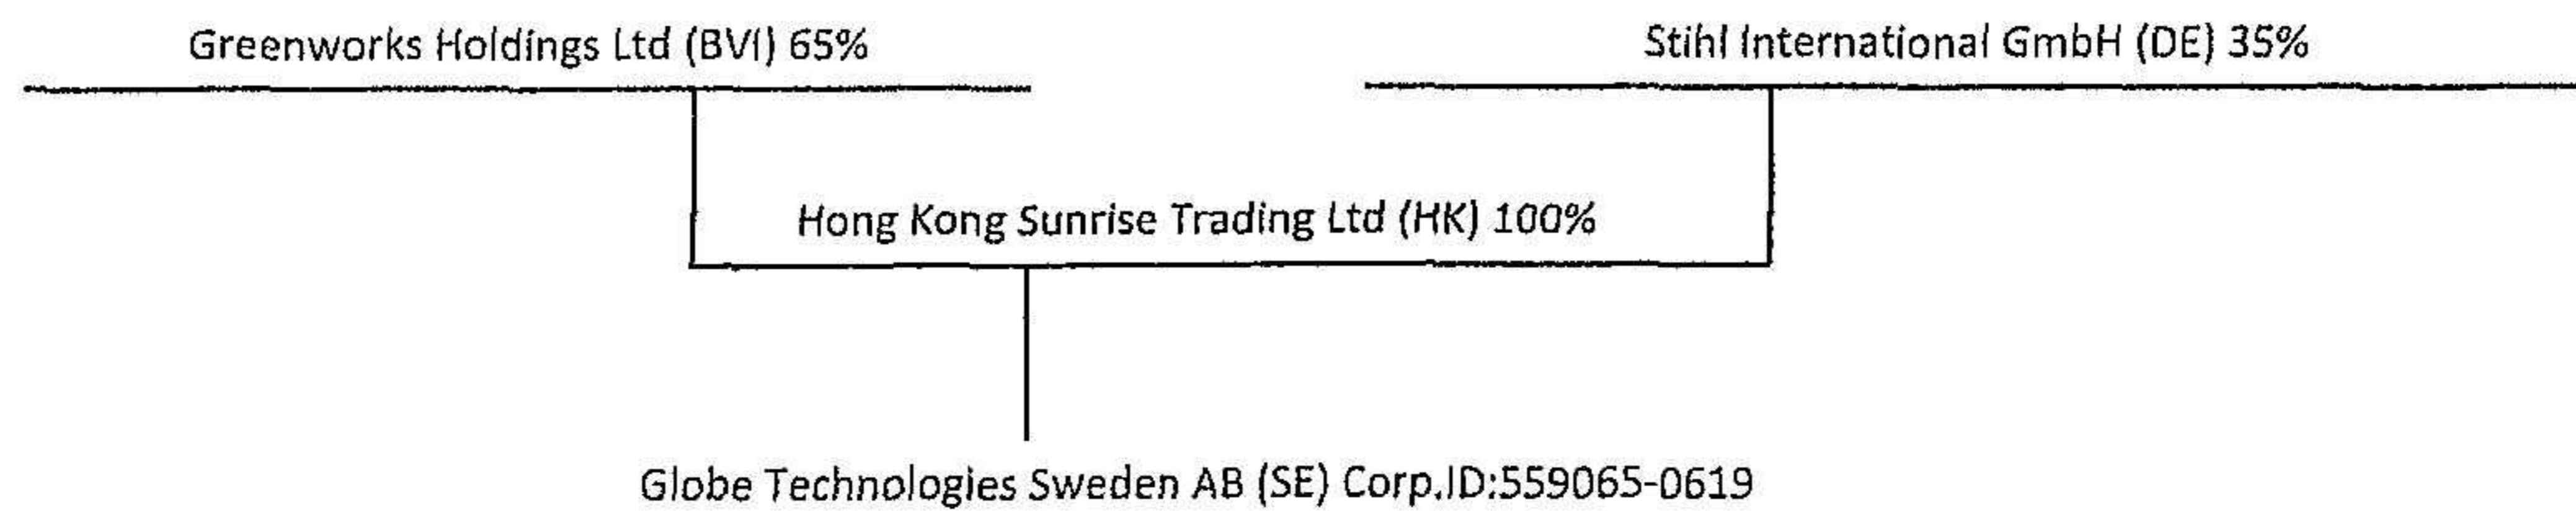 Greenworks Holdings Ltd (BVI) 65%
Stihl International GmbH (DE) 35%
Hong Kong Sunrise Trading Ltd (HK) 100%
Globe Technologies Sweden AB (SE) Corp.ID:559065-0619